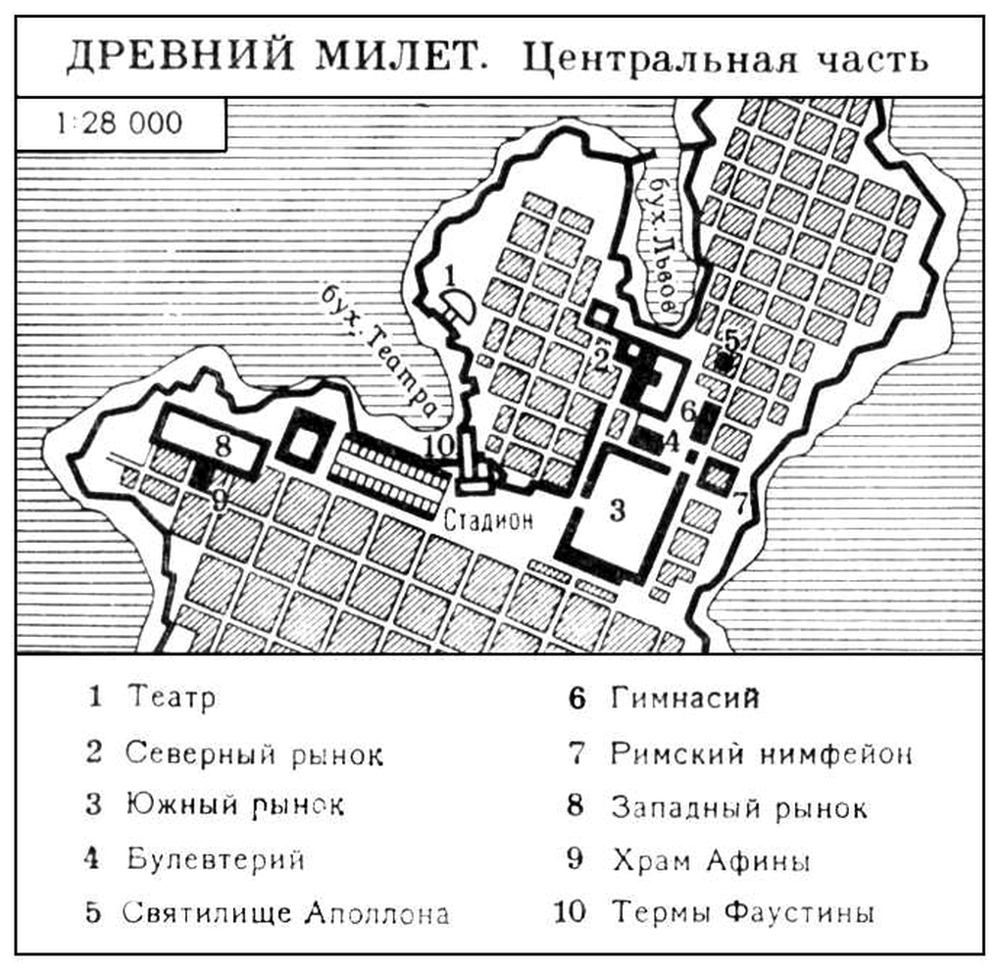 ДРЕВНИЙ МИЛЕТ. Центральная часть
1:28 000
бух. Львов
1
бух. Театра
5
2
6
10
4
8
7
9
3
Стадион
1 Театр
2 Северный рынок
3 Южный рынок
4 Булевтерий
5 Святилище Аполлона
6 Гимнасий
7 Римский нимфейон
8 Западный рынок
9 Храм Афины
10 Термы Фаустины